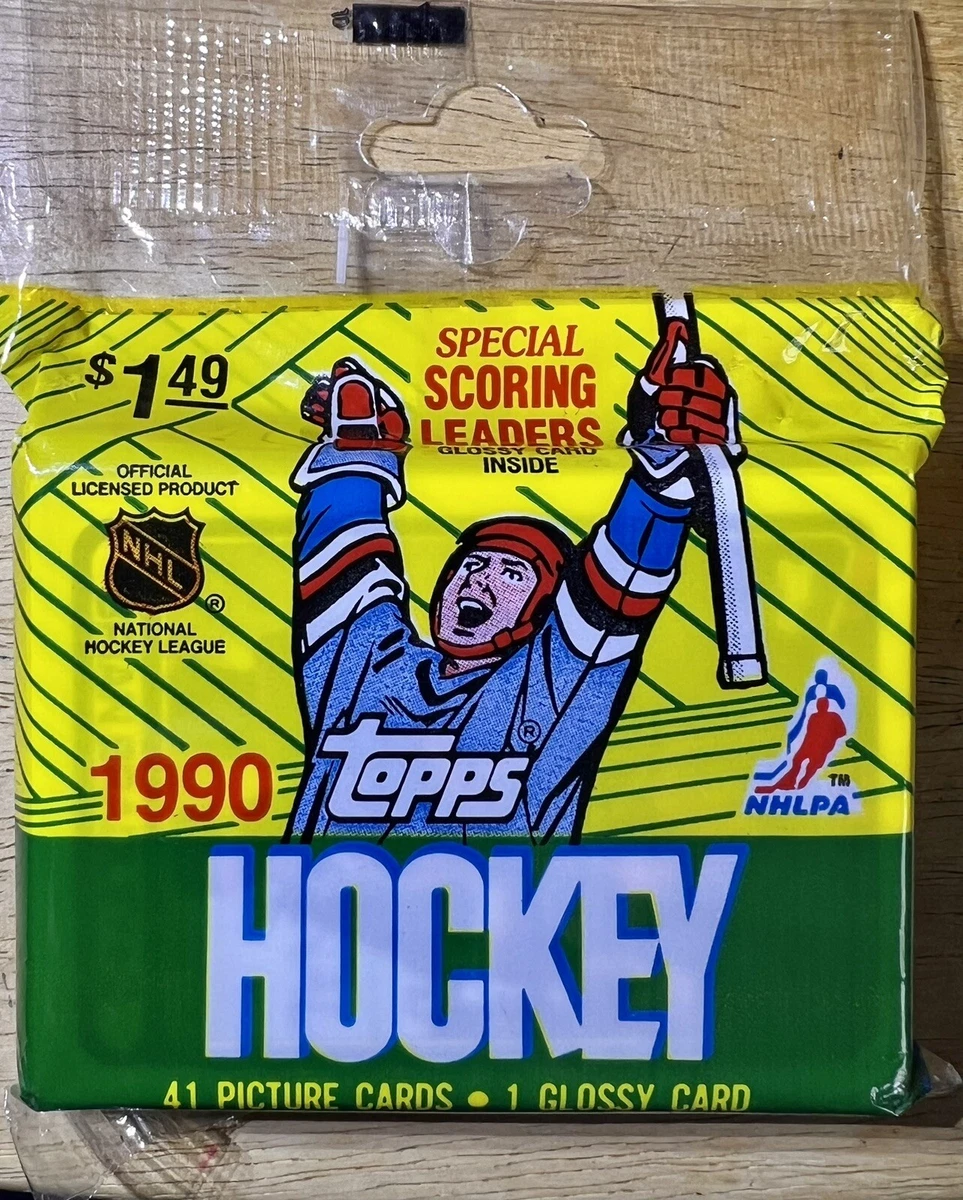 $1.49
SPECIAL
SCORING
LEADERS
GLOSSY CARD
INSIDE
OFFICIAL
LICENSED PRODUCT
NHL
®
NATIONAL
HOCKEY LEAGUE
1990
topps®
TM
NHLPA
HOCKEY
41 PICTURE CARDS • 1 GLOSSY CARD